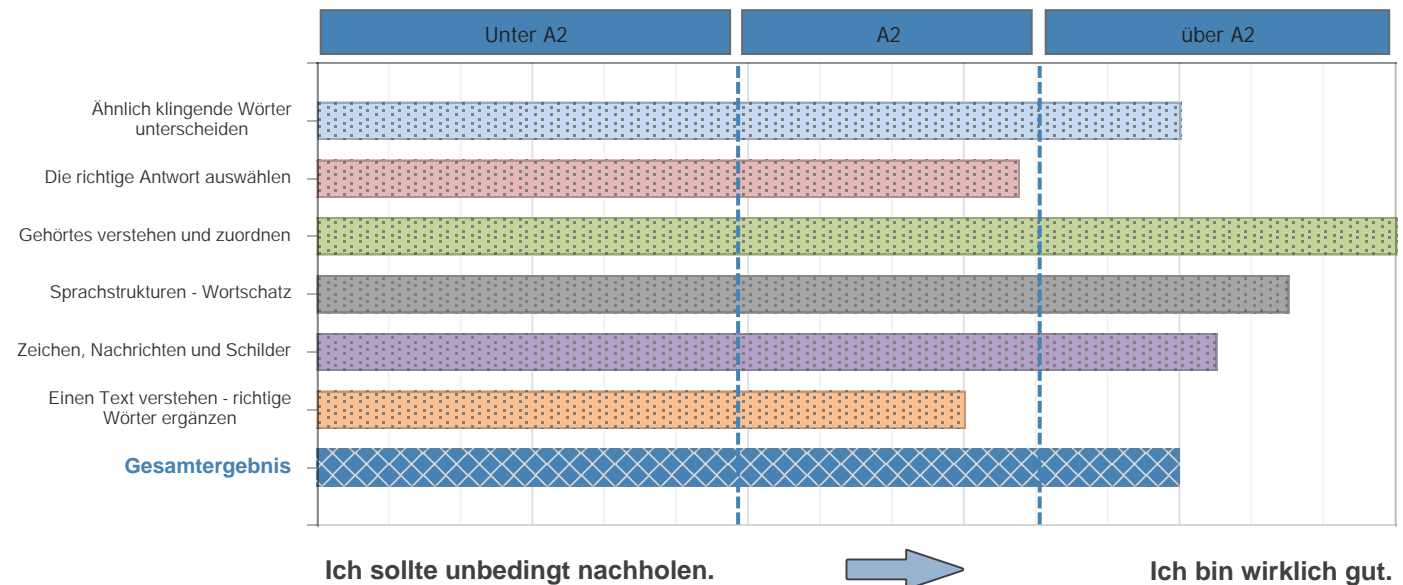 Unter A2
A2
über A2
Ähnlich klingende Wörter
unterscheiden
Die richtige Antwort auswählen
Gehörtes verstehen und zuordnen
Sprachstrukturen - Wortschatz
Zeichen, Nachrichten und Schilder
Einen Text verstehen - richtige
Wörter ergänzen
Gesamtergebnis
Ich sollte unbedingt nachholen.
Ich bin wirklich gut.